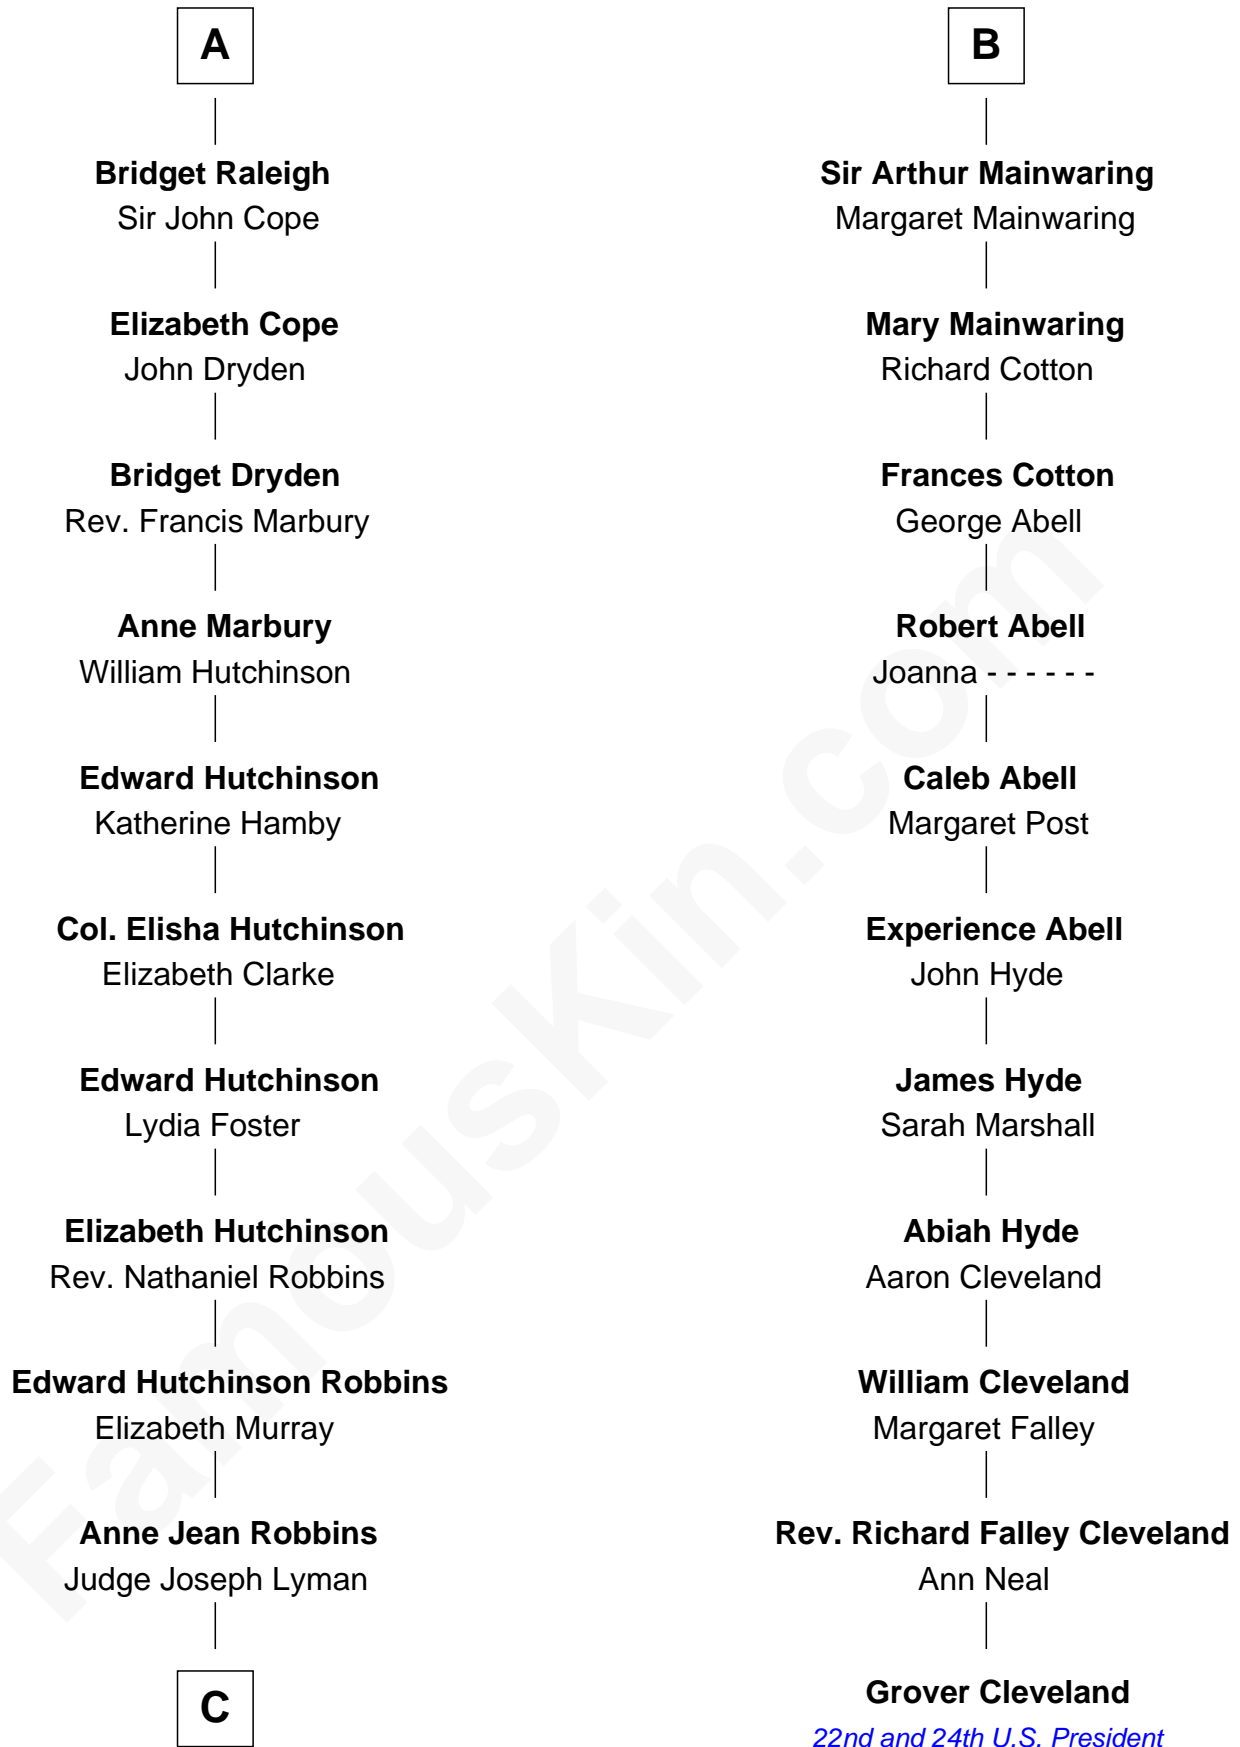 A
Bridget Raleigh
Sir John Cope
Elizabeth Cope
John Dryden
Bridget Dryden
Rev. Francis Marbury
Anne Marbury
William Hutchinson
Edward Hutchinson
Katherine Hamby
Col. Elisha Hutchinson
Elizabeth Clarke
Edward Hutchinson
Lydia Foster
Elizabeth Hutchinson
Rev. Nathaniel Robbins
Edward Hutchinson Robbins
Elizabeth Murray
Anne Jean Robbins
Judge Joseph Lyman
C
B
Sir Arthur Mainwaring
Margaret Mainwaring
Mary Mainwaring
Richard Cotton
Frances Cotton
George Abell
Robert Abell
Joanna - - - - - -
Caleb Abell
Margaret Post
Experience Abell
John Hyde
James Hyde
Sarah Marshall
Abiah Hyde
Aaron Cleveland
William Cleveland
Margaret Falley
Rev. Richard Falley Cleveland
Ann Neal
Grover Cleveland
22nd and 24th U.S. President
FamousKin.com